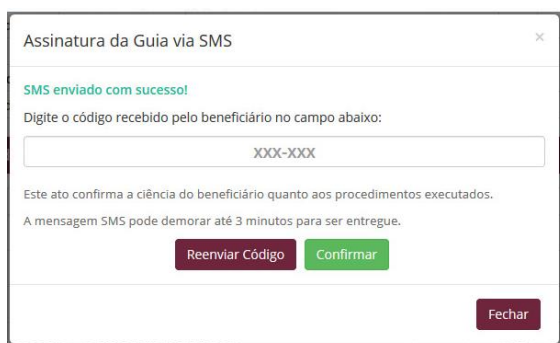 Assinatura da Guia via SMS
×
SMS enviado com sucesso!
Digite o código recebido pelo beneficiário no campo abaixo:
XXX-XXX
Este ato confirma a ciência do beneficiário quanto aos procedimentos executados.
A mensagem SMS pode demorar até 3 minutos para ser entregue.
Reenviar Código Confirmar
Fechar